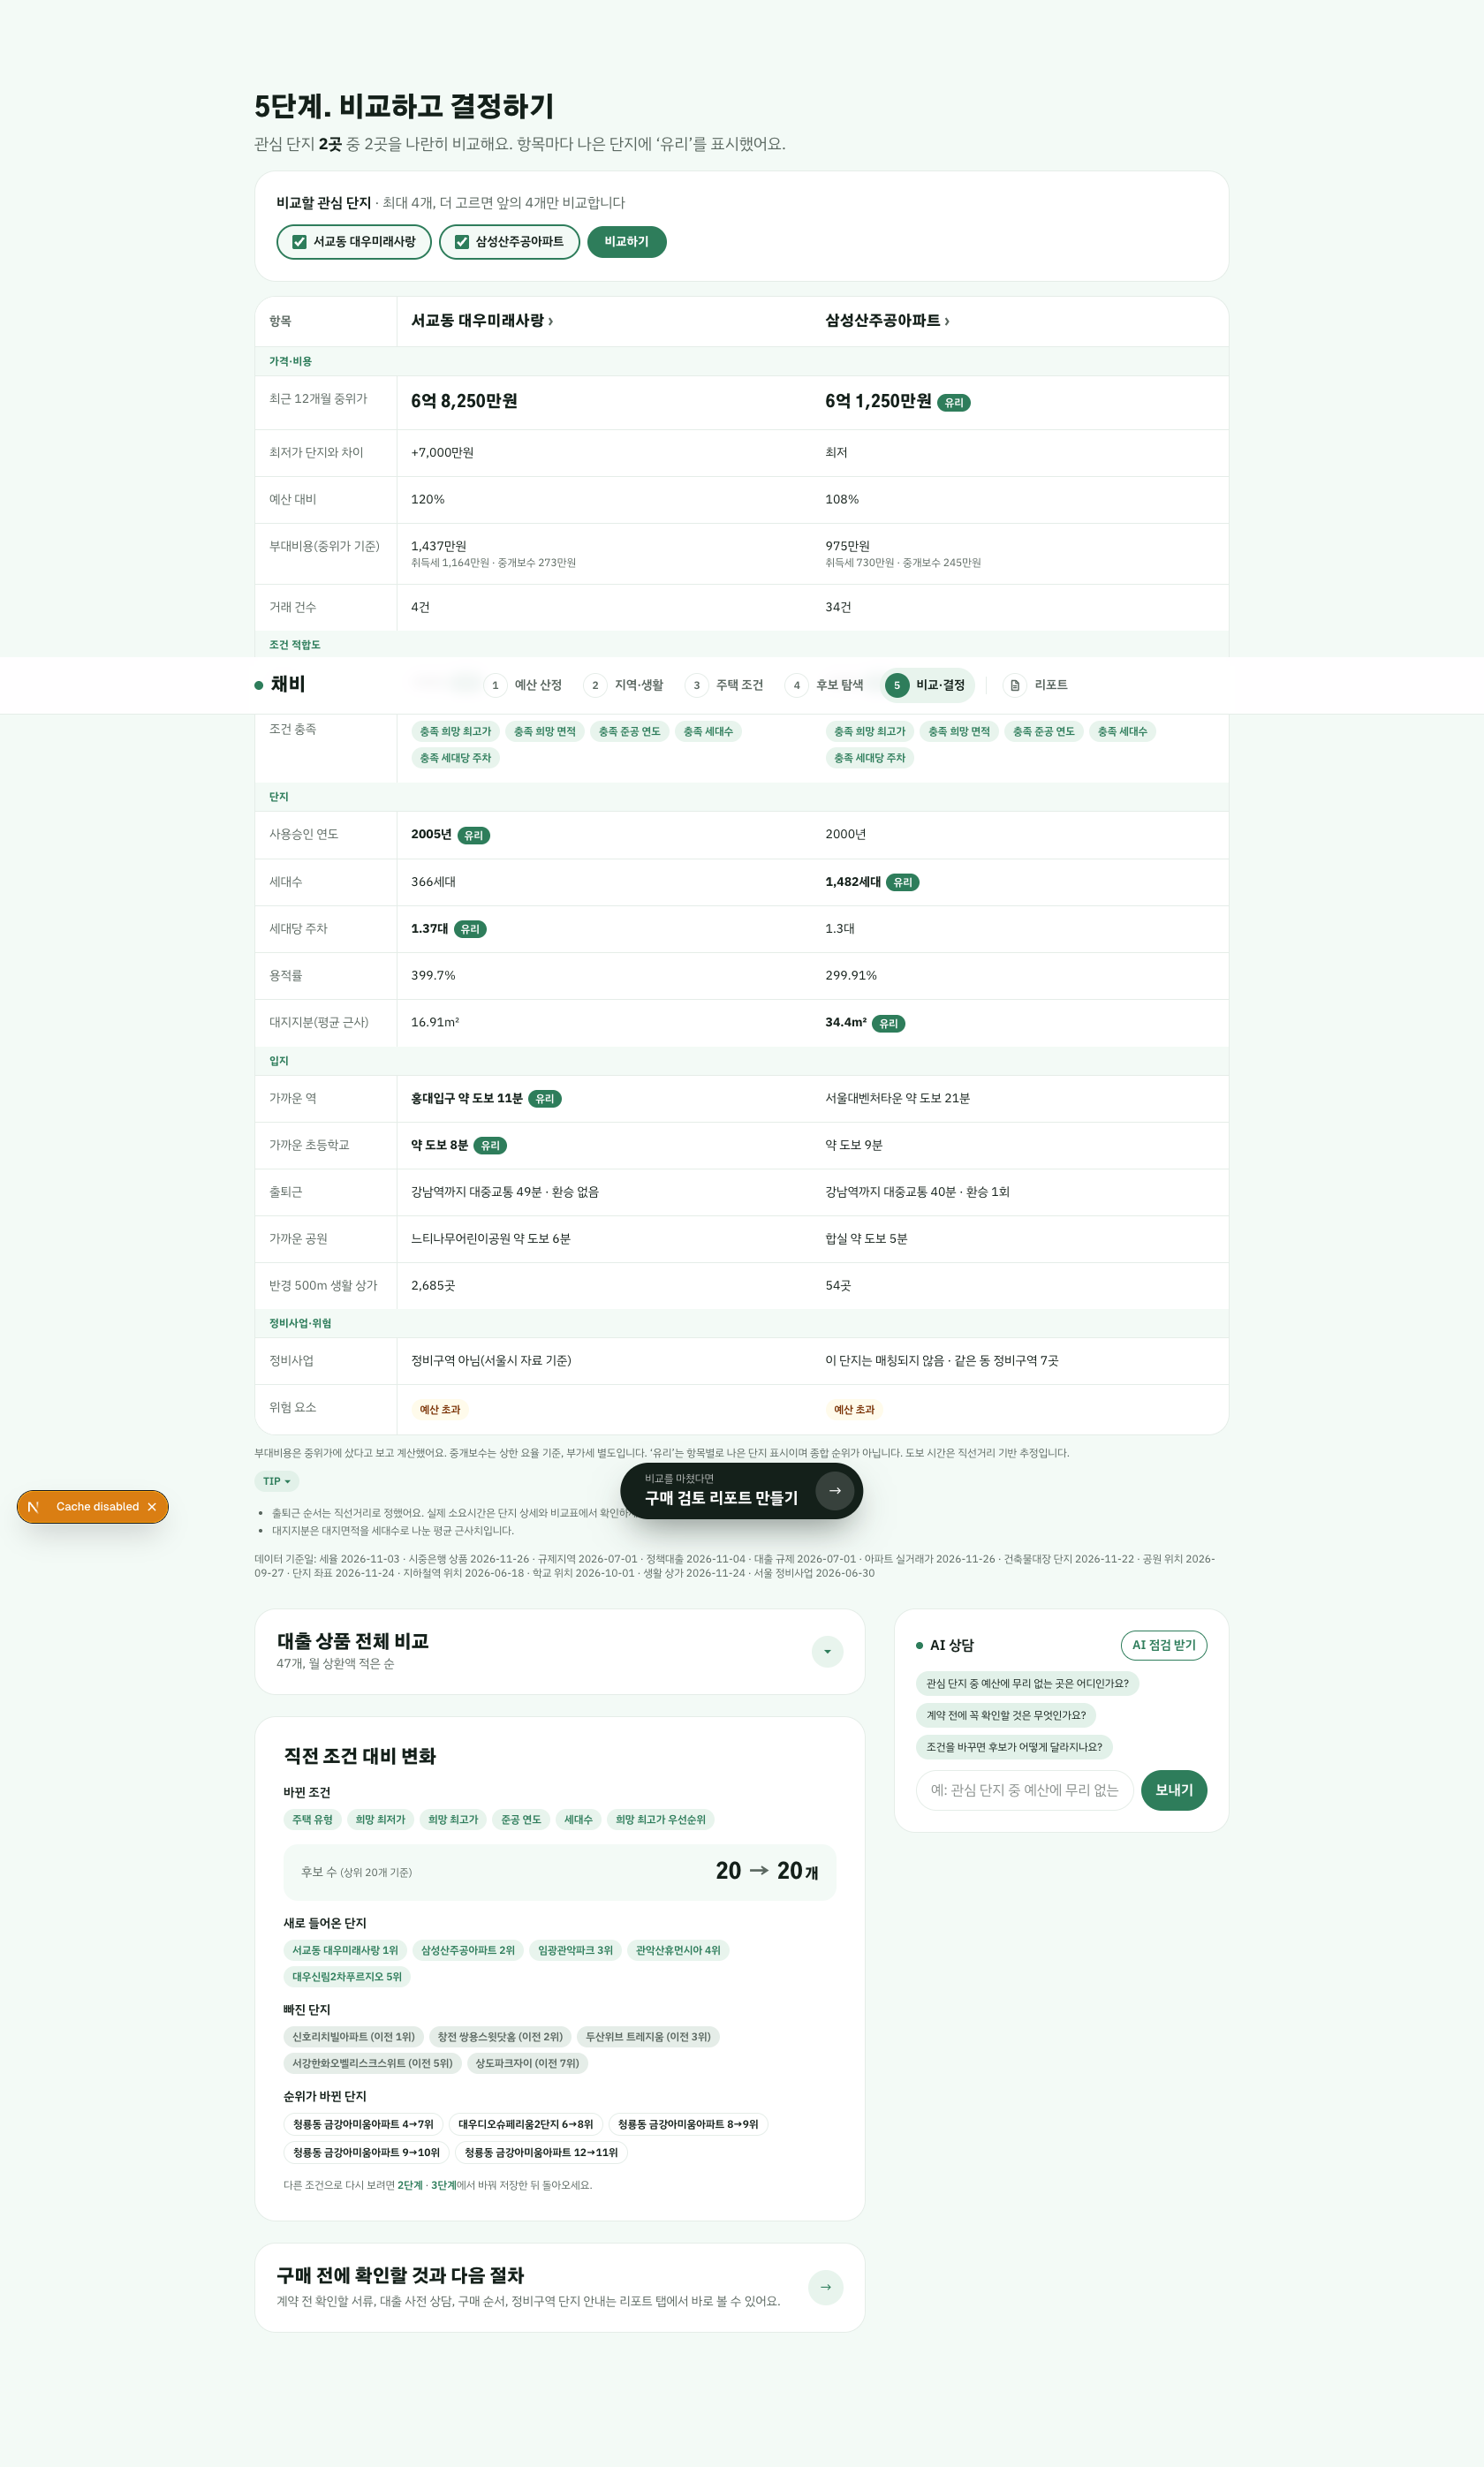 5단계. 비교하고 결정하기
관심 단지 2곳 중 2곳을 나란히 비교해요. 항목마다 나은 단지에 ‘유리’를 표시했어요.
비교할 관심 단지 · 최대 4개, 더 고르면 앞의 4개만 비교합니다
서교동 대우미래사랑 삼성산주공아파트 비교하기
항목 서교동 대우미래사랑 › 삼성산주공아파트 ›
가격·비용
최근 12개월 중위가 6억 8,250만원 6억 1,250만원 유리
최저가 단지와 차이 +7,000만원 최저
예산 대비 120% 108%
부대비용(중위가 기준) 1,437만원 975만원
취득세 1,164만원 · 중개보수 273만원 취득세 730만원 · 중개보수 245만원
거래 건수 4건 34건
조건 적합도
채비 1 예산 산정 2 지역·생활 3 주택 조건 4 후보 탐색 5 비교·결정 리포트
조건 충족 충족 희망 최고가 충족 희망 면적 충족 준공 연도 충족 세대수 충족 희망 최고가 충족 희망 면적 충족 준공 연도 충족 세대수
충족 세대당 주차 충족 세대당 주차
단지
사용승인 연도 2005년 유리 2000년
세대수 366세대 1,482세대 유리
세대당 주차 1.37대 유리 1.3대
용적률 399.7% 299.91%
대지지분(평균 근사) 16.91m² 34.4m² 유리
입지
가까운 역 홍대입구 약 도보 11분 유리 서울대벤처타운 약 도보 21분
가까운 초등학교 약 도보 8분 유리 약 도보 9분
출퇴근 강남역까지 대중교통 49분 · 환승 없음 강남역까지 대중교통 40분 · 환승 1회
가까운 공원 느티나무어린이공원 약 도보 6분 합실 약 도보 5분
반경 500m 생활 상가 2,685곳 54곳
정비사업·위험
정비사업 정비구역 아님(서울시 자료 기준) 이 단지는 매칭되지 않음 · 같은 동 정비구역 7곳
위험 요소 예산 초과 예산 초과
부대비용은 중위가에 샀다고 보고 계산했어요. 중개보수는 상한 요율 기준, 부가세 별도입니다. ‘유리’는 항목별로 나은 단지 표시이며 종합 순위가 아닙니다. 도보 시간은 직선거리 기반 추정입니다.
TIP
비교를 마쳤다면
구매 검토 리포트 만들기 →
Cache disabled
출퇴근 순서는 직선거리로 정했어요. 실제 소요시간은 단지 상세와 비교표에서
대지지분은 대지면적을 세대수로 나눈 평균 근사치입니다.
데이터 기준일: 세율 2026-11-03 · 시중은행 상품 2026-11-26 · 규제지역 2026-07-01 · 정책대출 2026-11-04 · 대출 규제 2026-07-01 · 아파트 실거래가 2026-11-26 · 건축물대장 단지 2026-11-22 · 공원 위치 2026-
09-27 · 단지 좌표 2026-11-24 · 지하철역 위치 2026-06-18 · 학교 위치 2026-10-01 · 생활 상가 2026-11-24 · 서울 정비사업 2026-06-30
대출 상품 전체 비교
47개, 월 상환액 적은 순
AI 상담 AI 점검 받기
관심 단지 중 예산에 무리 없는 곳은 어디인가요?
계약 전에 꼭 확인할 것은 무엇인가요?
조건을 바꾸면 후보가 어떻게 달라지나요?
예: 관심 단지 중 예산에 무리 없는 보내기
직전 조건 대비 변화
바뀐 조건
주택 유형 희망 최저가 희망 최고가 준공 연도 세대수 희망 최고가 우선순위
후보 수 (상위 20개 기준) 20 → 20개
새로 들어온 단지
서교동 대우미래사랑 1위 삼성산주공아파트 2위 임광관악파크 3위 관악산휴먼시아 4위
대우신림2차푸르지오 5위
빠진 단지
신호리치빌아파트 (이전 1위) 창전 쌍용스윗닷홈 (이전 2위) 두산위브 트레지움 (이전 3위)
서강한화오벨리스크스위트 (이전 5위) 상도파크자이 (이전 7위)
순위가 바뀐 단지
청룡동 금강아미움아파트 4→7위 대우디오슈페리움2단지 6→8위 청룡동 금강아미움아파트 8→9위
청룡동 금강아미움아파트 9→10위 청룡동 금강아미움아파트 12→11위
다른 조건으로 다시 보려면 2단계 · 3단계에서 바꿔 저장한 뒤 돌아오세요.
구매 전에 확인할 것과 다음 절차
계약 전 확인할 서류, 대출 사전 상담, 구매 순서, 정비구역 단지 안내는 리포트 탭에서 바로 볼 수 있어요.
→